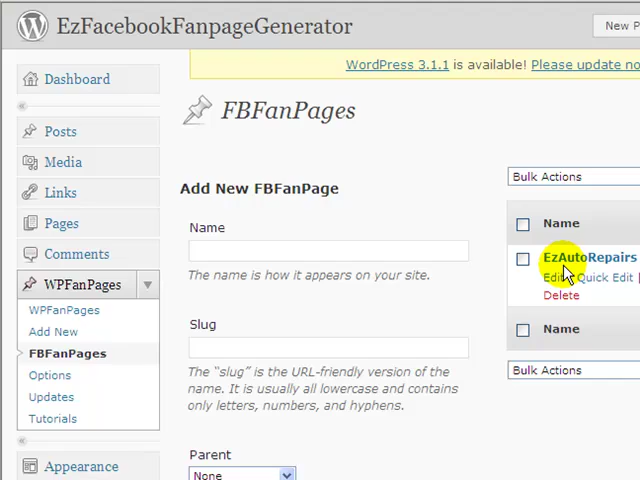 EzFacebookFanpageGenerator
New P
WordPress 3.1.1 is available! Please update no
Dashboard
Posts
Media
Links
Pages
Comments
WPFanPages
WPFanPages
Add New
FBFanPages
Options
Updates
Tutorials
Appearance
FBFanPages
Add New FBFanPage
Name
The name is how it appears on your site.
Slug
The “slug” is the URL-friendly version of the
name. It is usually all lowercase and contains
only letters, numbers, and hyphens.
Parent
None
Bulk Actions
Name
EzAutoRepairs
Edit Quick Edit |
Delete
Name
Bulk Actions